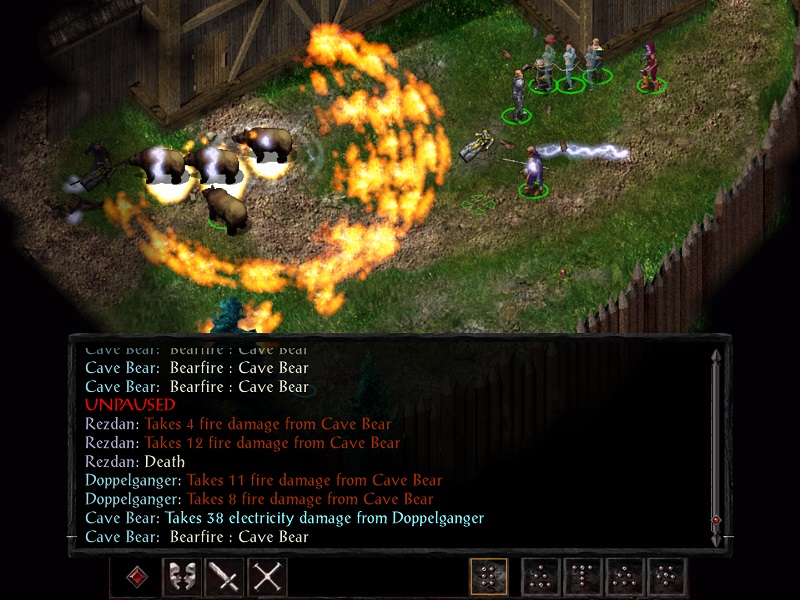 Cave Bear: Bearfire : Cave Bear
Cave Bear: Bearfire : Cave Bear
Cave Bear: Bearfire : Cave Bear
UNPAUSED
Rezdan: Takes 4 fire damage from Cave Bear
Rezdan: Takes 12 fire damage from Cave Bear
Rezdan: Death
Doppelganger: Takes 11 fire damage from Cave Bear
Doppelganger: Takes 8 fire damage from Cave Bear
Cave Bear: Takes 38 electricity damage from Doppelganger
Cave Bear: Bearfire : Cave Bear